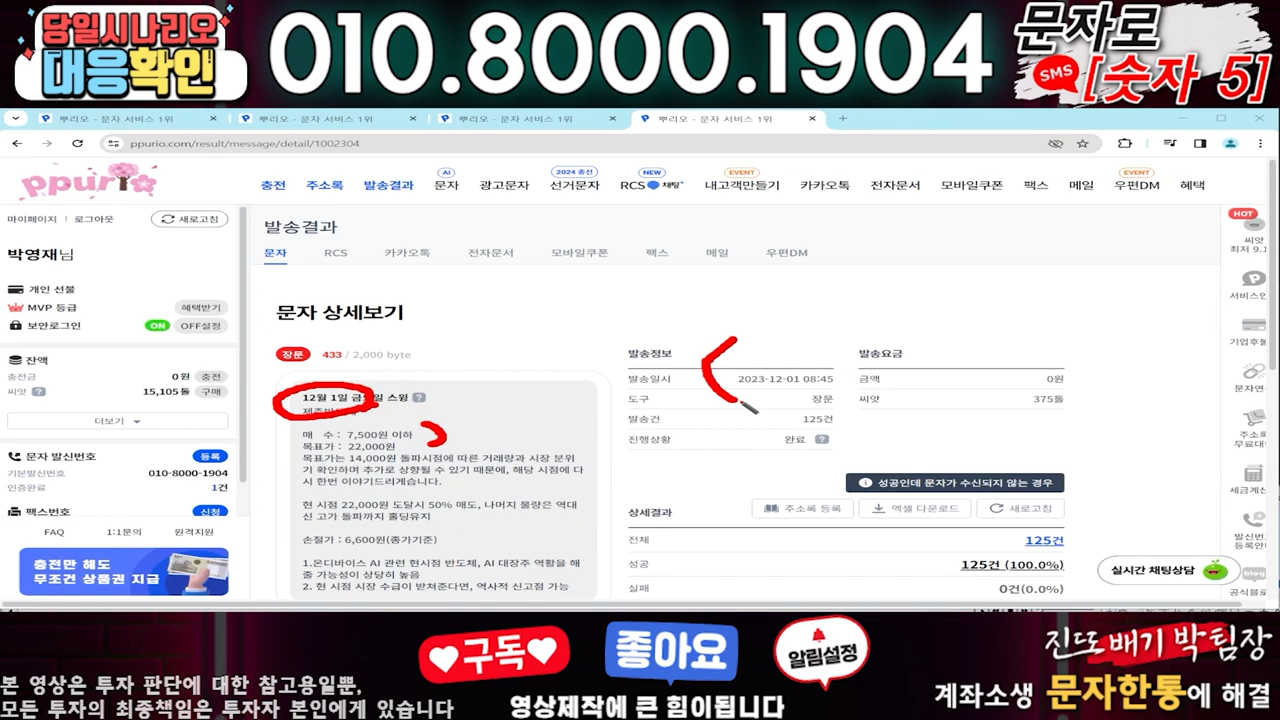 당일시나리오
대응확인
010.8000.1904
문자로
SMS [숫자 5]
뿌리오 - 문자 서비스 1위
뿌리오 - 문자 서비스 1위
뿌리오 - 문자 서비스 1위
뿌리오 - 문자 서비스 1위
ppurio.com/result/message/detail/1002304
ppurio
충전 주소록 발송결과 AI 문자 광고문자 2024 총선 선거문자 NEW RCS 채팅+ EVENT 내고객만들기 카카오톡 전자문서 모바일쿠폰 팩스 메일 EVENT 우편DM 혜택
마이페이지 | 로그아웃 새로고침
박영재님
개인 선불
MVP 등급 혜택받기
보안로그인 ON OFF설정
잔액
충전금 0원 충전
씨앗 ? 15,105톨 구매
더보기
문자 발신번호 등록
기본발신번호 010-8000-1904
인증완료 1건
팩스번호 신청
FAQ 1:1문의 원격지원
충전만 해도
무조건 상품권 지급
발송결과
문자 RCS 카카오톡 전자문서 모바일쿠폰 팩스 메일 우편DM
문자 상세보기
장문 433 / 2,000 byte
12월 1일 금요일 스윙 ?
매 수 : 7,500원 이하
목표가 : 22,000원
목표가는 14,000원 돌파시점에 따른 거래량과 시장 분위
기 확인하며 추가로 상향될 수 있기 때문에, 해당 시점에 다
시 한번 이야기드리게습니다.
현 시점 22,000원 도달시 50% 매도, 나머지 물량은 역대
신 고가 돌파까지 홀딩유지
손절가 : 6,600원(종가기준)
1.온디바이스 AI 관련 현시점 반도체, AI 대장주 역활을 해
줄 가능성이 상당히 높음
2. 현 시점 시장 수급이 받쳐준다면, 역사적 신고점 가능
발송정보
발송일시 2023-12-01 08:45
도구 장문
발송건 125건
진행상황 완료 ?
발송요금
금액 0원
씨앗 375톨
성공인데 문자가 수신되지 않는 경우
상세결과 주소록 등록 엑셀 다운로드 새로고침
전체 125건
성공 125건 (100.0%)
실패 0건(0.0%)
HOT
씨앗
최저 9.
서비스인
기업후불
문자연
주소록
무료대
세금계산
발신번
등록안
blog
공식블로
실시간 채팅상담
구독
좋아요
알림설정
진또배기 박팀장
본 영상은 투자 판단에 대한 참고용일뿐,
모든 투자의 최종책임은 투자자 본인에게 있습니다
영상제작에 큰 힘이됩니다
계좌소생 문자한통에 해결